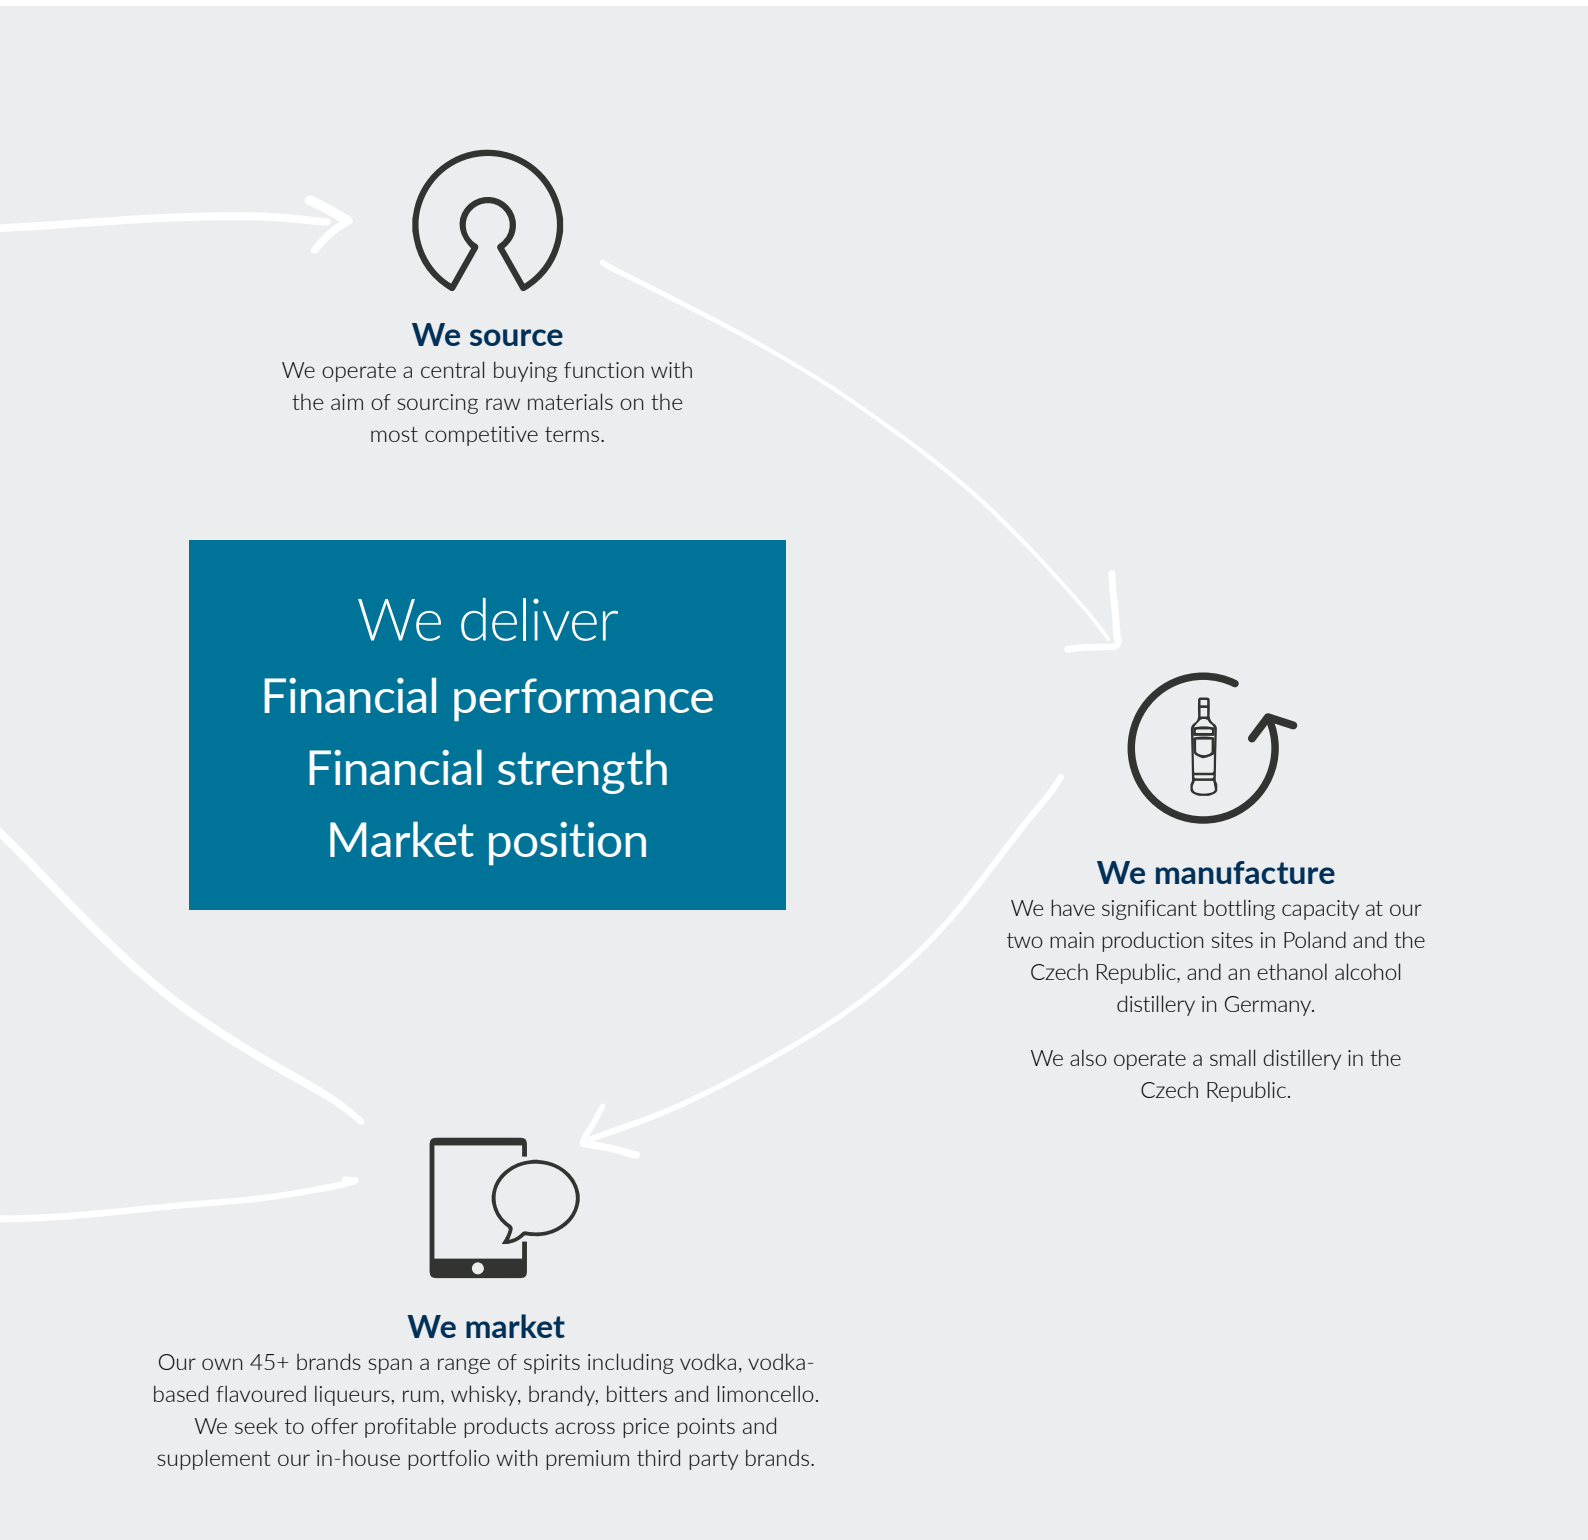 We source
We operate a central buying function with
the aim of sourcing raw materials on the
most competitive terms.
We deliver
Financial performance
Financial strength
Market position
We manufacture
We have significant bottling capacity at our
two main production sites in Poland and the
Czech Republic, and an ethanol alcohol
distillery in Germany.
We also operate a small distillery in the
Czech Republic.
We market
Our own 45+ brands span a range of spirits including vodka, vodka-
based flavoured liqueurs, rum, whisky, brandy, bitters and limoncello.
We seek to offer profitable products across price points and
supplement our in-house portfolio with premium third party brands.